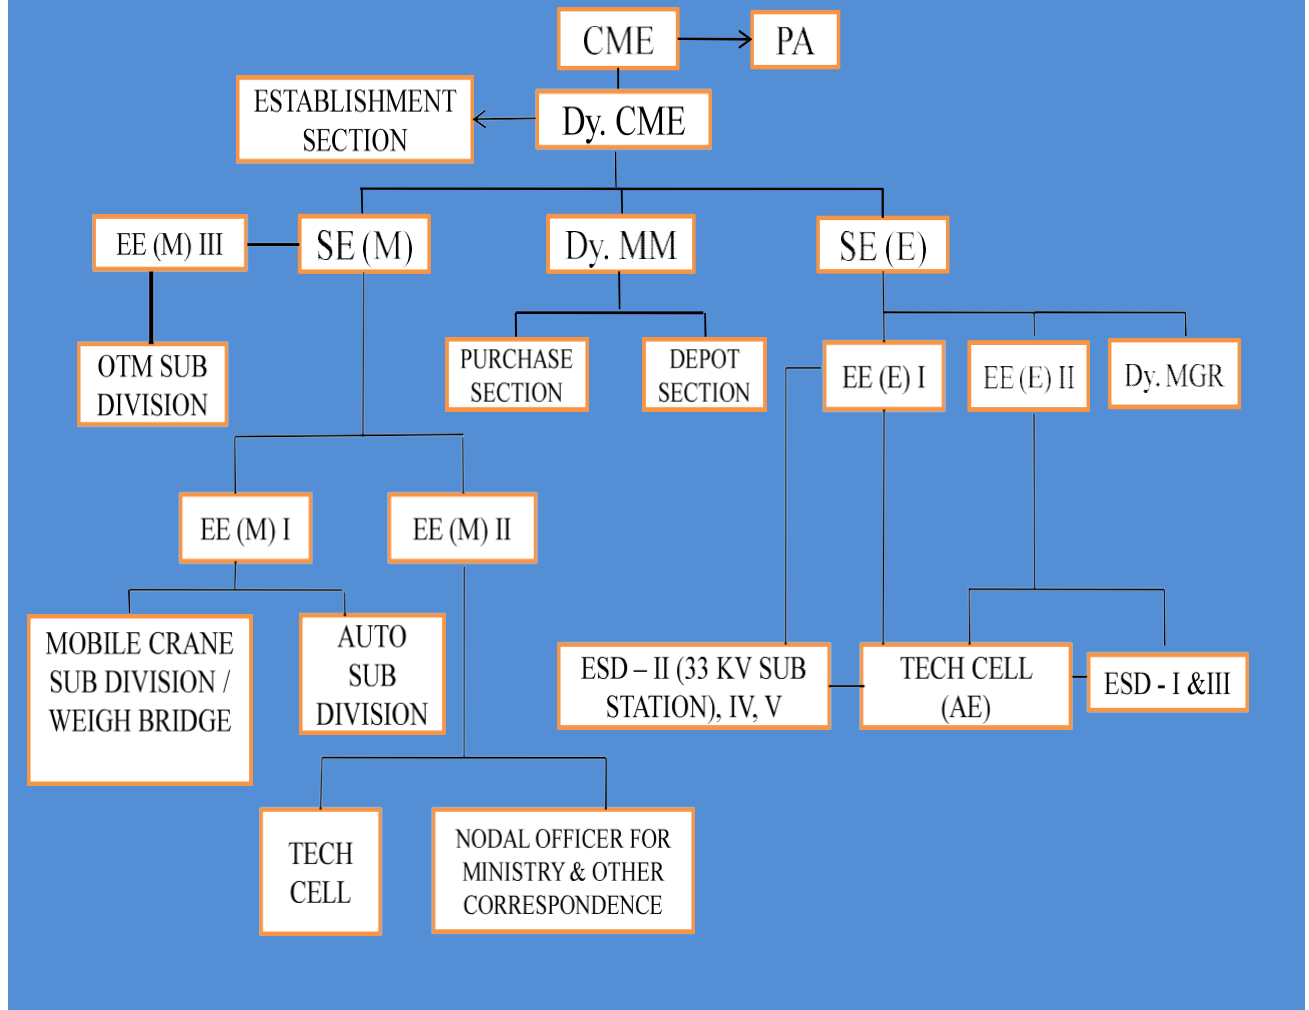 CME
PA
ESTABLISHMENT
SECTION
Dy. CME
EE (M) III
SE (M)
Dy. MM
SE (E)
OTM SUB
DIVISION
PURCHASE
SECTION
DEPOT
SECTION
EE (E) I
EE (E) II
Dy. MGR
EE (M) I
EE (M) II
MOBILE CRANE
SUB DIVISION /
WEIGH BRIDGE
AUTO
SUB
DIVISION
ESD – II (33 KV SUB
STATION), IV, V
TECH CELL
(AE)
ESD - I &III
TECH
CELL
NODAL OFFICER FOR
MINISTRY & OTHER
CORRESPONDENCE